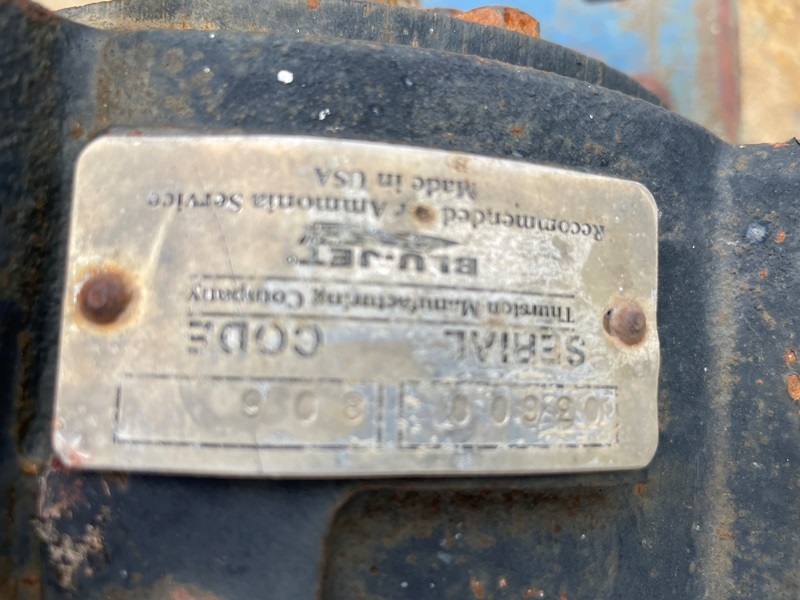 SERIAL CODE
Thurston Manufacturing Company
BLU-JET®
Recommended Ammonia Service
Made in USA